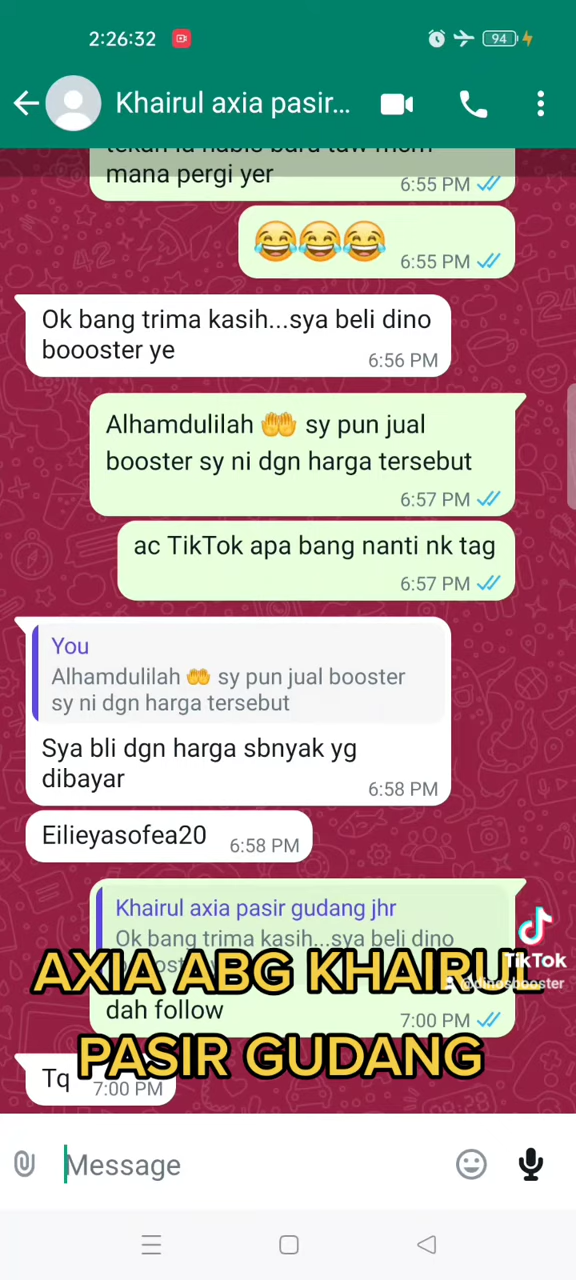 2:26:32
94
Khairul axia pasir...
mana pergi yer
6:55 PM
😂😂😂
6:55 PM
Ok bang trima kasih...sya beli dino
boooster ye
6:56 PM
Alhamdulilah 🤲 sy pun jual
booster sy ni dgn harga tersebut
6:57 PM
ac TikTok apa bang nanti nk tag
6:57 PM
You
Alhamdulilah 🤲 sy pun jual booster
sy ni dgn harga tersebut
Sya bli dgn harga sbnyak yg
dibayar
6:58 PM
Eilieyasofea20
6:58 PM
Khairul axia pasir gudang jhr
Ok bang trima kasih...sya beli dino
dah follow
7:00 PM
TikTok
@dinosbooster
AXIA ABG KHAIRUL
PASIR GUDANG
Tq
7:00 PM
Message